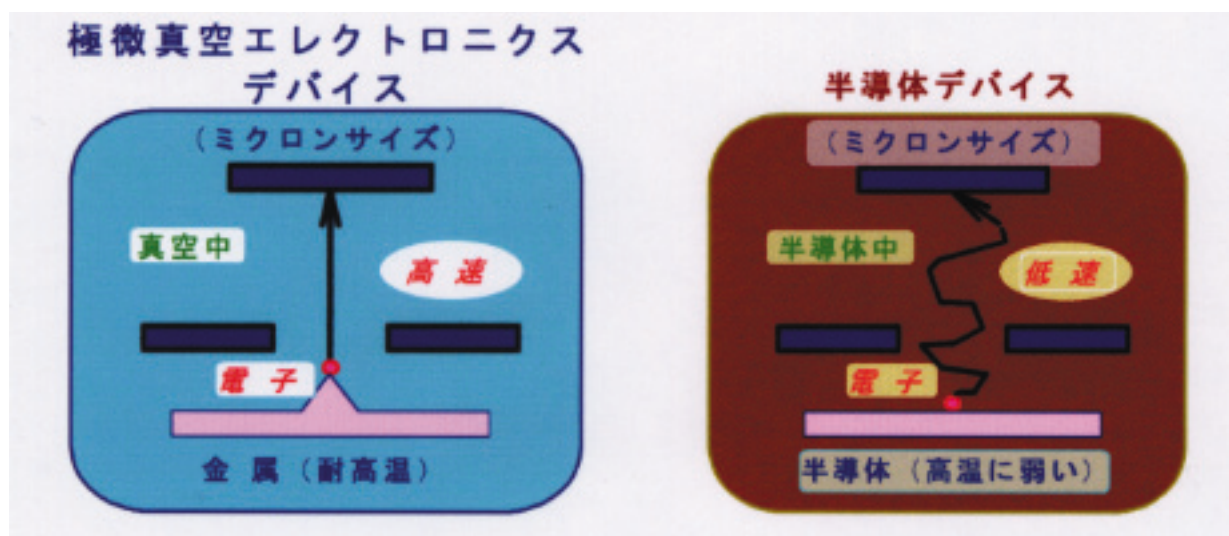 極微真空エレクトロニクス
デバイス
(ミクロンサイズ)
真空中
高速
電子
金属(耐高温)
半導体デバイス
(ミクロンサイズ)
半導体中
低速
電子
半導体(高温に弱い)